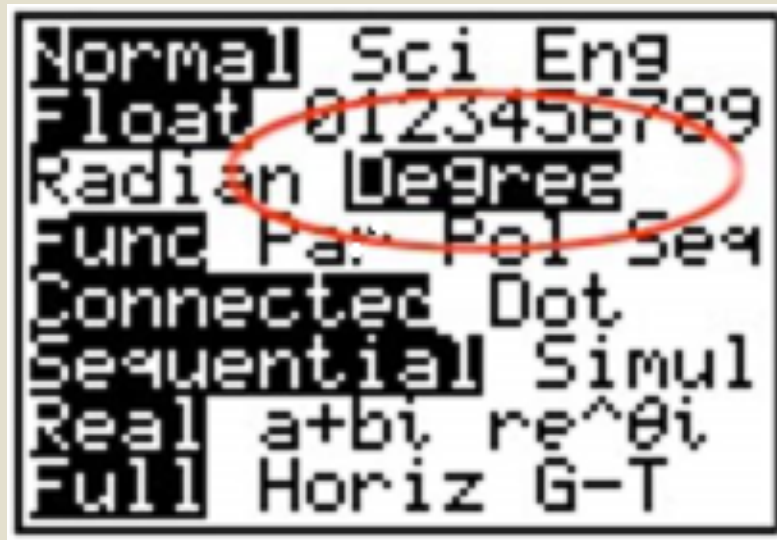 Normal Sci Eng
Float 0123456789
Radian Degree
Func Par Pol Seq
Connected Dot
Sequential Simul
Real a+bi re^θi
Full Horiz G-T